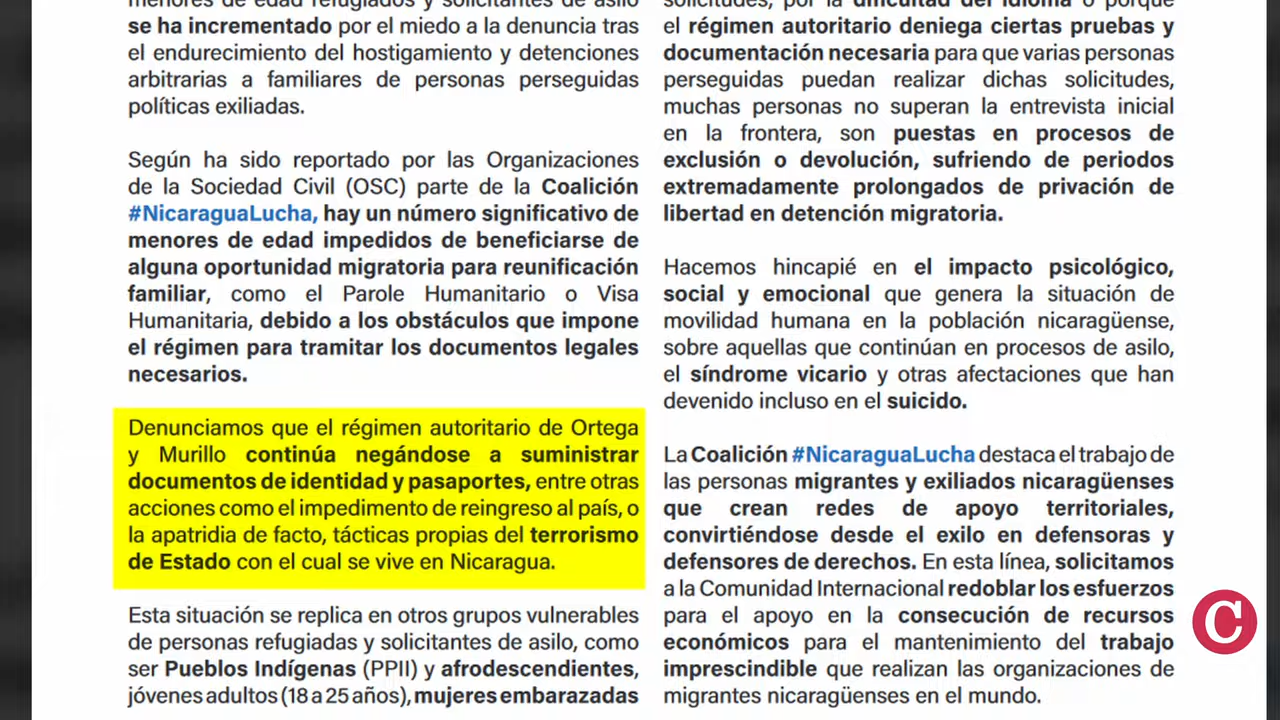 menores de edad refugiados y solicitantes de asilo
se ha incrementado por el miedo a la denuncia tras
el endurecimiento del hostigamiento y detenciones
arbitrarias a familiares de personas perseguidas
políticas exiliadas.
Según ha sido reportado por las Organizaciones
de la Sociedad Civil (OSC) parte de la Coalición
#NicaraguaLucha, hay un número significativo de
menores de edad impedidos de beneficiarse de
alguna oportunidad migratoria para reunificación
familiar, como el Parole Humanitario o Visa
Humanitaria, debido a los obstáculos que impone
el régimen para tramitar los documentos legales
necesarios.
Denunciamos que el régimen autoritario de Ortega
y Murillo continúa negándose a suministrar
documentos de identidad y pasaportes, entre otras
acciones como el impedimento de reingreso al país, o
la apatridia de facto, tácticas propias del terrorismo
de Estado con el cual se vive en Nicaragua.
Esta situación se replica en otros grupos vulnerables
de personas refugiadas y solicitantes de asilo, como
ser Pueblos Indígenas (PPII) y afrodescendientes,
jóvenes adultos (18 a 25 años), mujeres embarazadas
solicitudes, por la dificultad del idioma o porque
el régimen autoritario deniega ciertas pruebas y
documentación necesaria para que varias personas
perseguidas puedan realizar dichas solicitudes,
muchas personas no superan la entrevista inicial
en la frontera, son puestas en procesos de
exclusión o devolución, sufriendo de periodos
extremadamente prolongados de privación de
libertad en detención migratoria.
Hacemos hincapié en el impacto psicológico,
social y emocional que genera la situación de
movilidad humana en la población nicaragüense,
sobre aquellas que continúan en procesos de asilo,
el síndrome vicario y otras afectaciones que han
devenido incluso en el suicido.
La Coalición #NicaraguaLucha destaca el trabajo de
las personas migrantes y exiliados nicaragüenses
que crean redes de apoyo territoriales,
convirtiéndose desde el exilo en defensoras y
defensores de derechos. En esta línea, solicitamos
a la Comunidad Internacional redoblar los esfuerzos
para el apoyo en la consecución de recursos
económicos para el mantenimiento del trabajo
imprescindible que realizan las organizaciones de
migrantes nicaragüenses en el mundo.
C